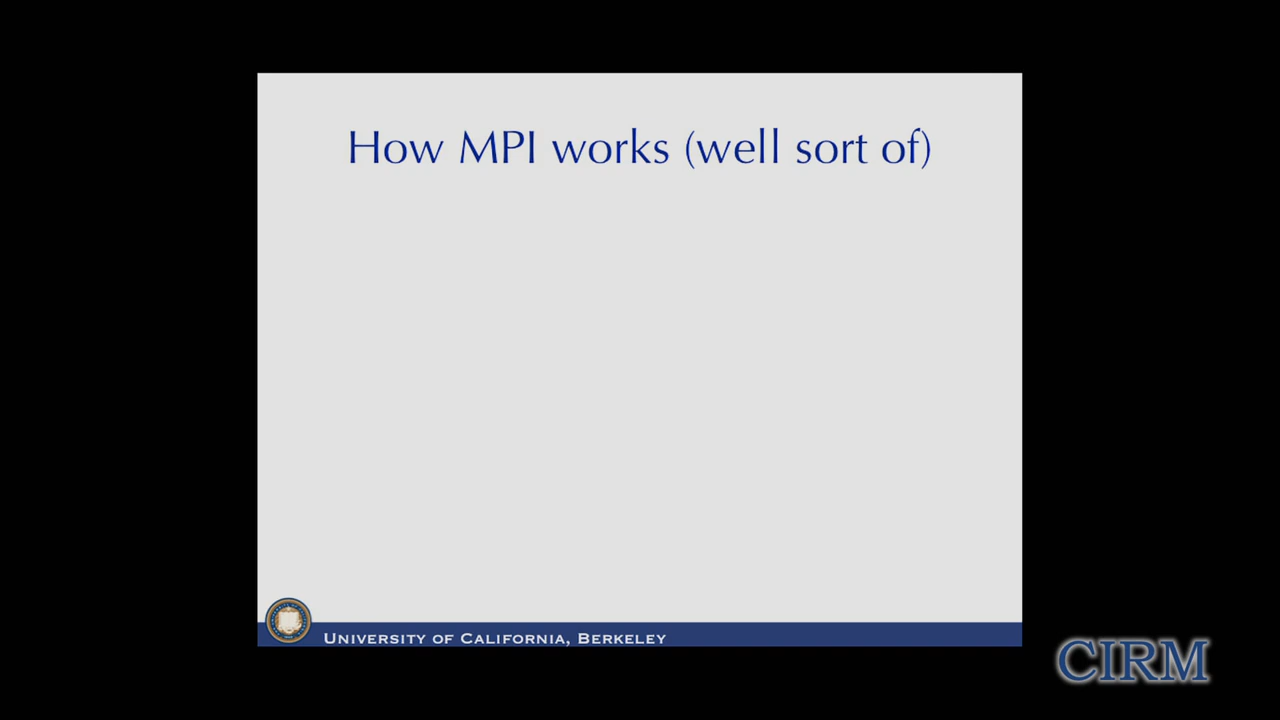 How MPI works (well sort of)
University of California, Berkeley
CIRM